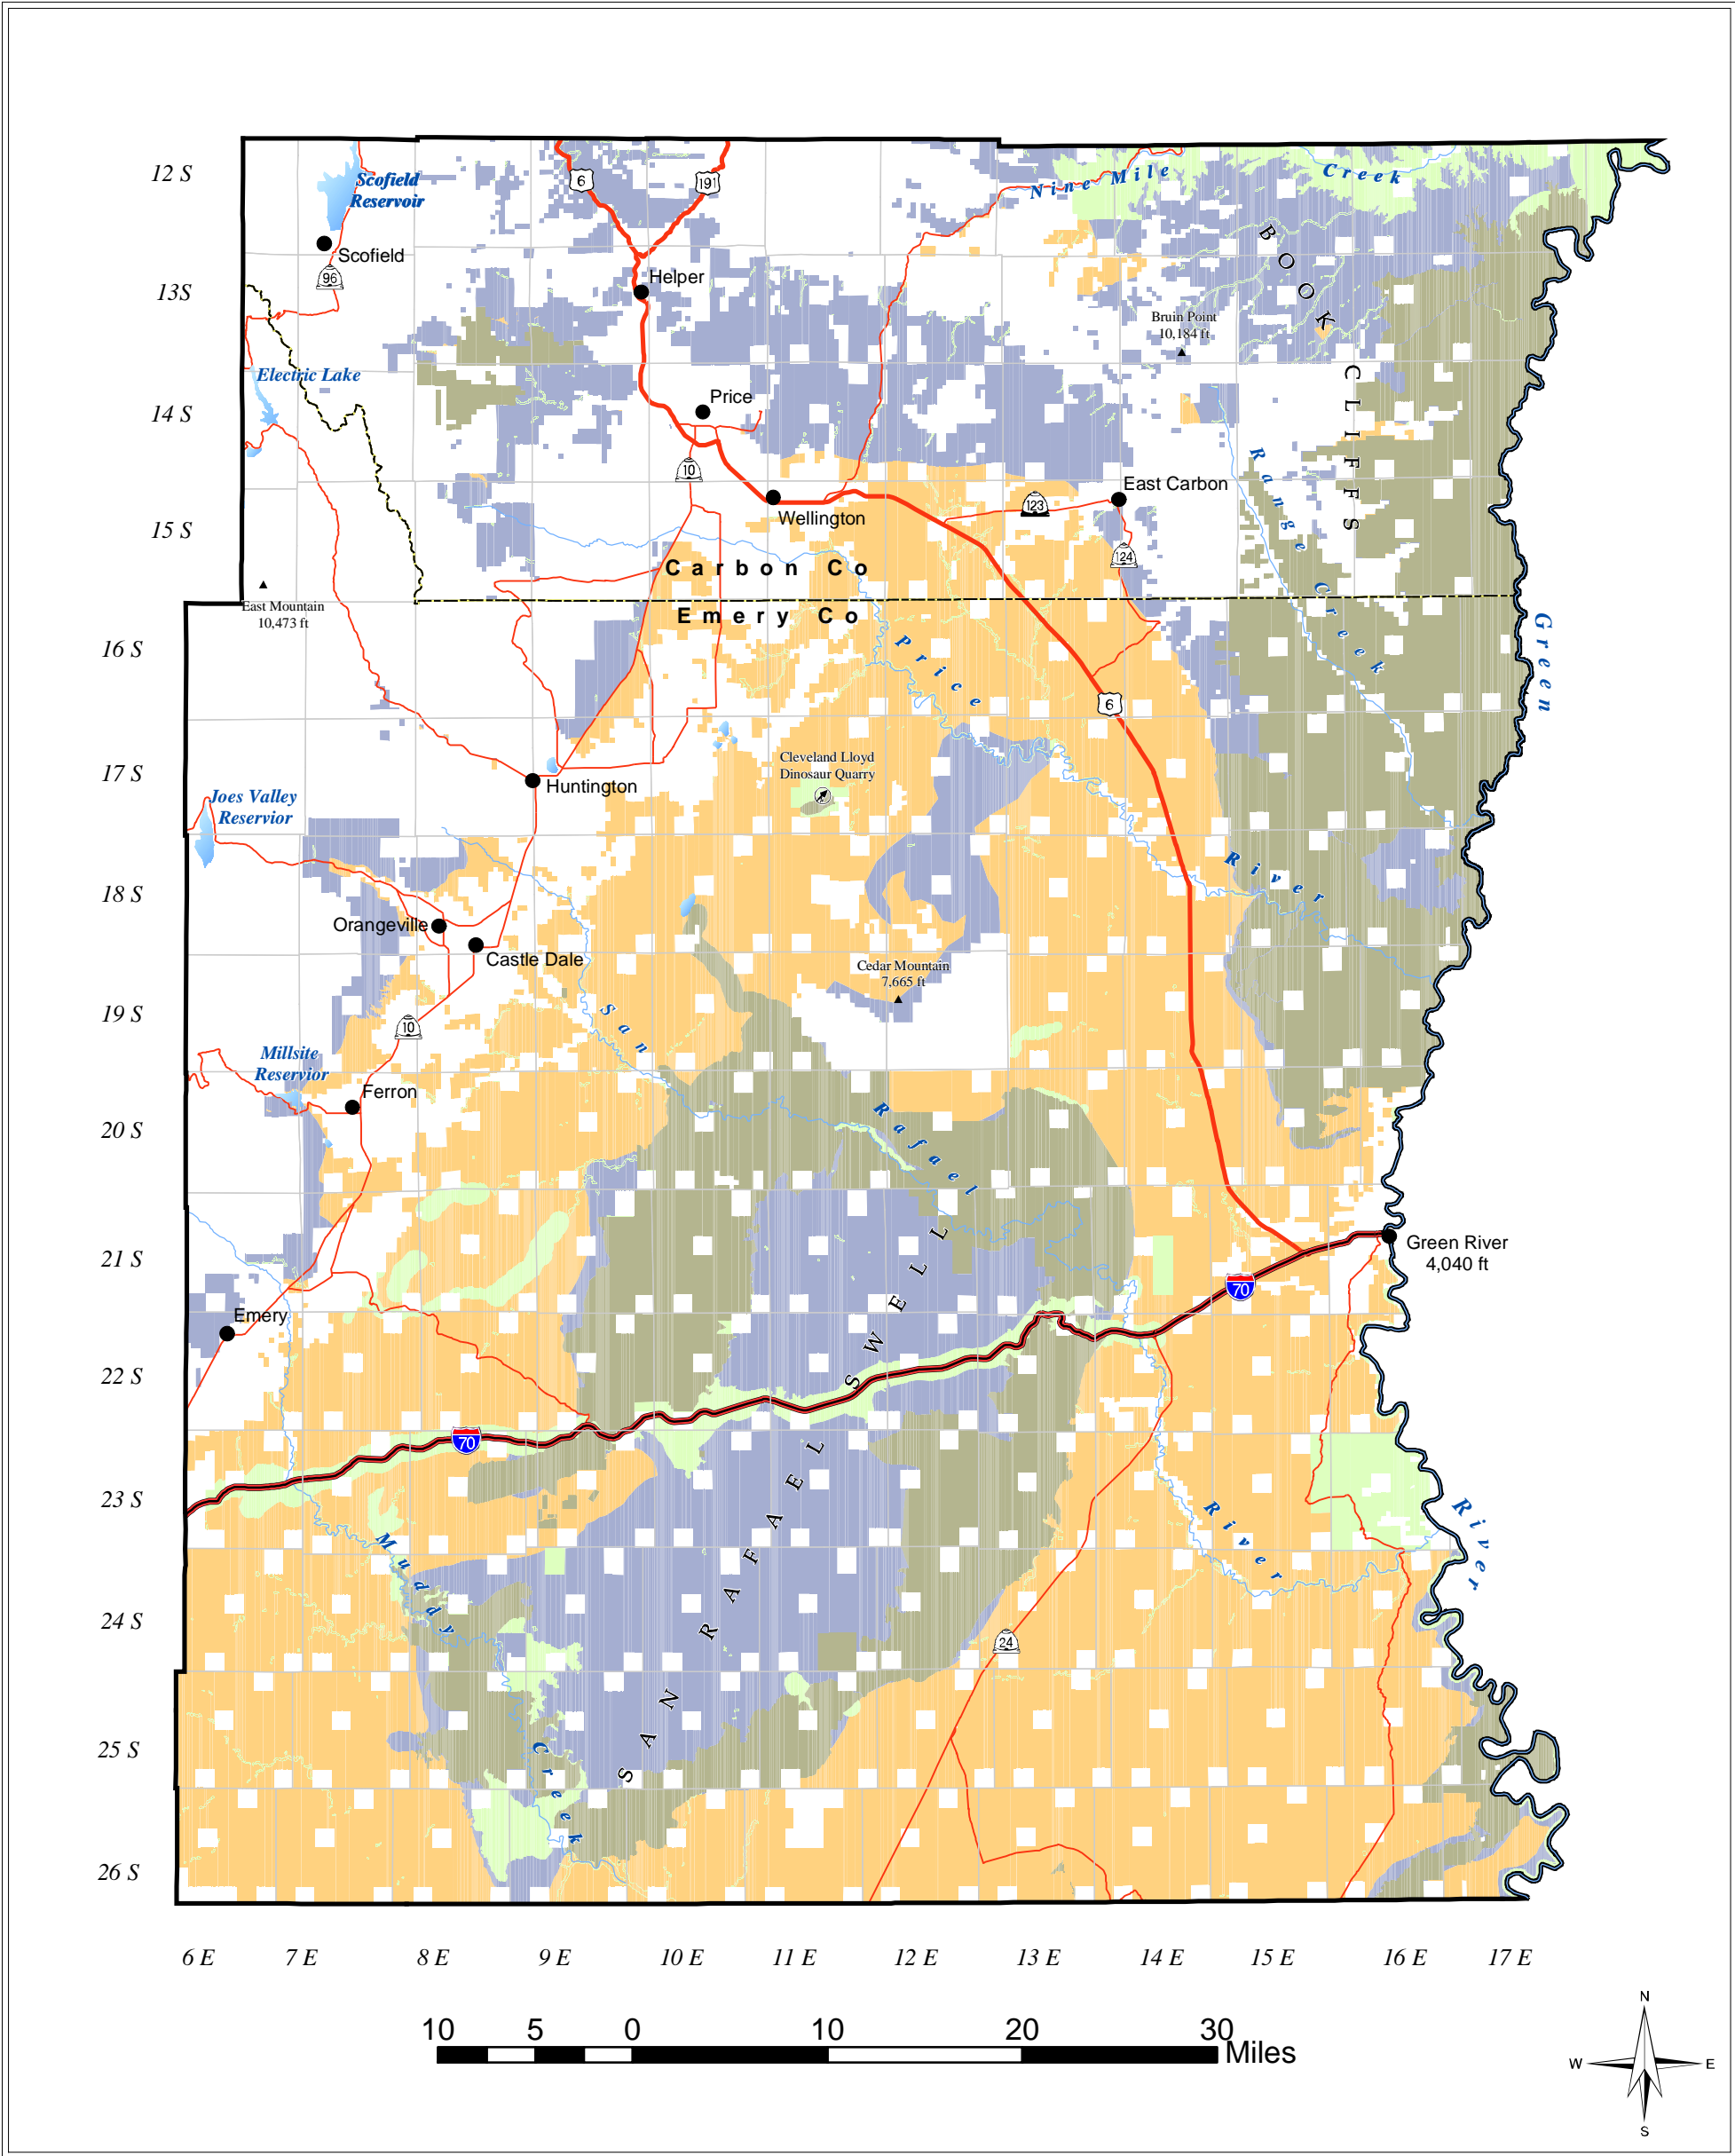 12 S
13S
14 S
15 S
16 S
17 S
18 S
19 S
20 S
21 S
22 S
23 S
24 S
25 S
26 S
6
191
Scofield
Reservoir
Scofield
96
Helper
Nine Mile
Creek
BOOK
CLIFFS
Bruin Point
10,184 ft
Electric Lake
Price
10
Wellington
123
East Carbon
124
Range
Creek
Carbon Co
Emery Co
East Mountain
10,473 ft
Price
River
6
Green
River
Cleveland Lloyd
Dinosaur Quarry
Huntington
Joes Valley
Reservior
Orangeville
Castle Dale
Cedar Mountain
7,665 ft
10
San
Rafael
River
Millsite
Reservior
Ferron
Green River
4,040 ft
70
Emery
70
SAN RAFAEL SWELL
Muddy
Creek
24
6 E
7 E
8 E
9 E
10 E
11 E
12 E
13 E
14 E
15 E
16 E
17 E
10 5 0 10 20 30
Miles
N
W E
S